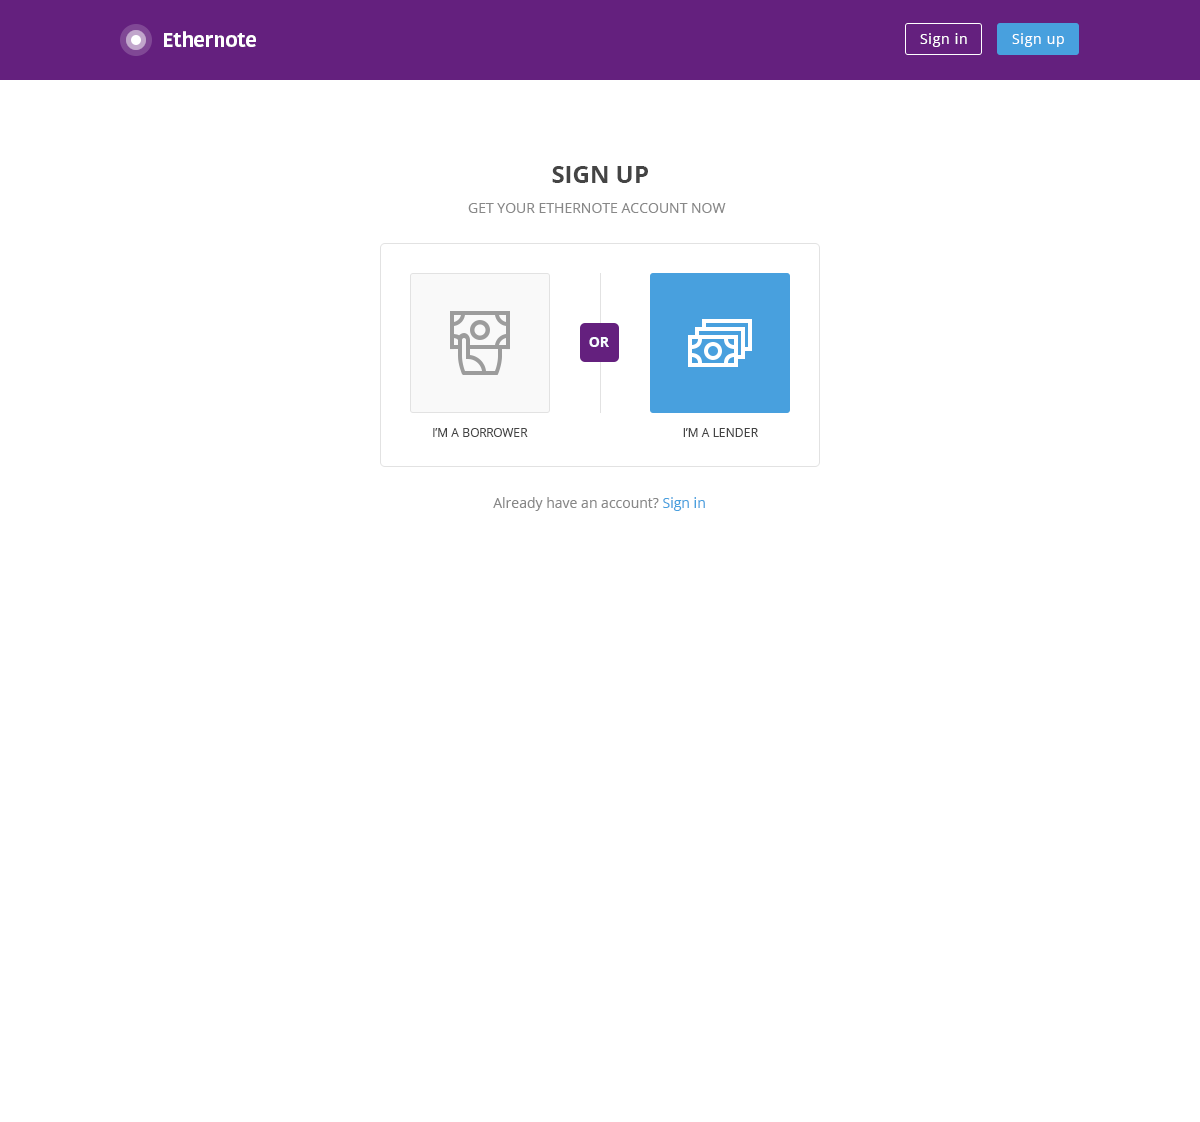 Ethernote
Sign in
Sign up
SIGN UP
GET YOUR ETHERNOTE ACCOUNT NOW
OR
I'M A BORROWER
I'M A LENDER
Already have an account? Sign in